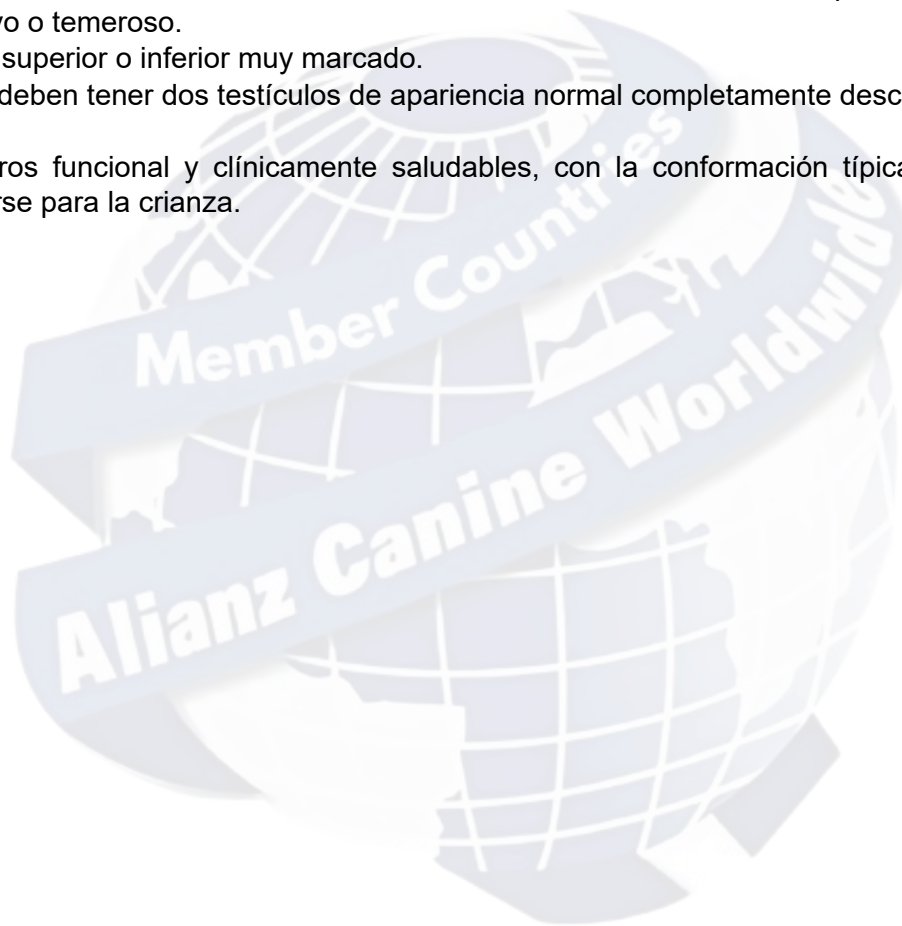 o o temeroso.
superior o inferior muy marcado.
deben tener dos testículos de apariencia normal completamente desc
ros funcional y clínicamente saludables, con la conformación típica
rse para la crianza.
Member Countries
Alianz Canine Worldwide